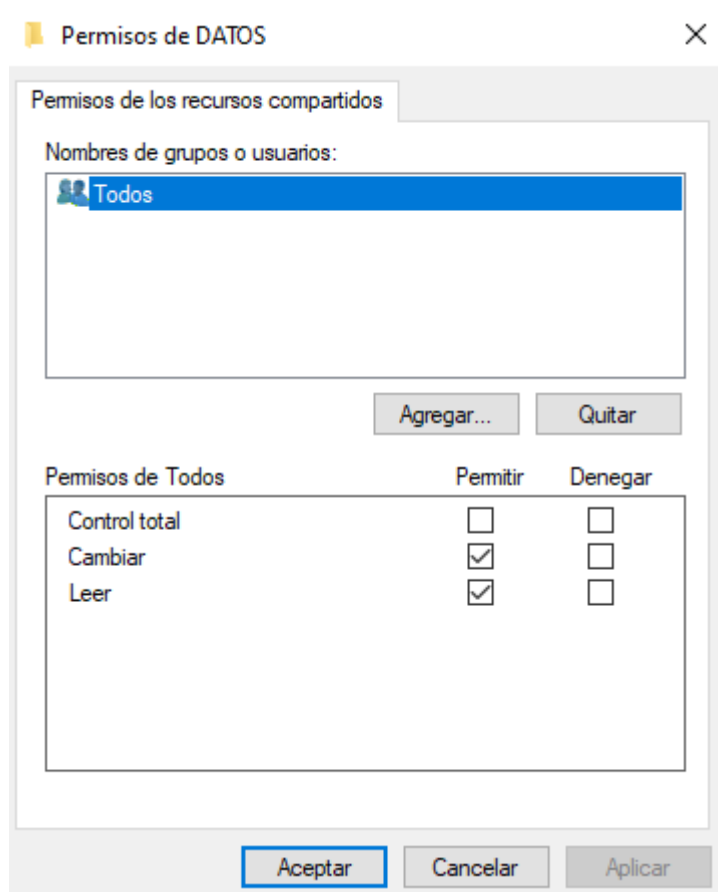 Permisos de DATOS
Permisos de los recursos compartidos
Nombres de grupos o usuarios:
Todos
Agregar... Quitar
Permisos de Todos Permitir Denegar
Control total
Cambiar
Leer
Aceptar Cancelar Aplicar